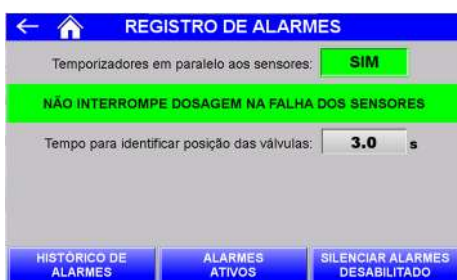 REGISTRO DE ALARMES
Temporizadores em paralelo aos sensores: SIM
NÃO INTERROMPE DOSAGEM NA FALHA DOS SENSORES
Tempo para identificar posição das válvulas: 3.0 s
HISTÓRICO DE ALARMES
ALARMES ATIVOS
SILENCIAR ALARMES DESABILITADO